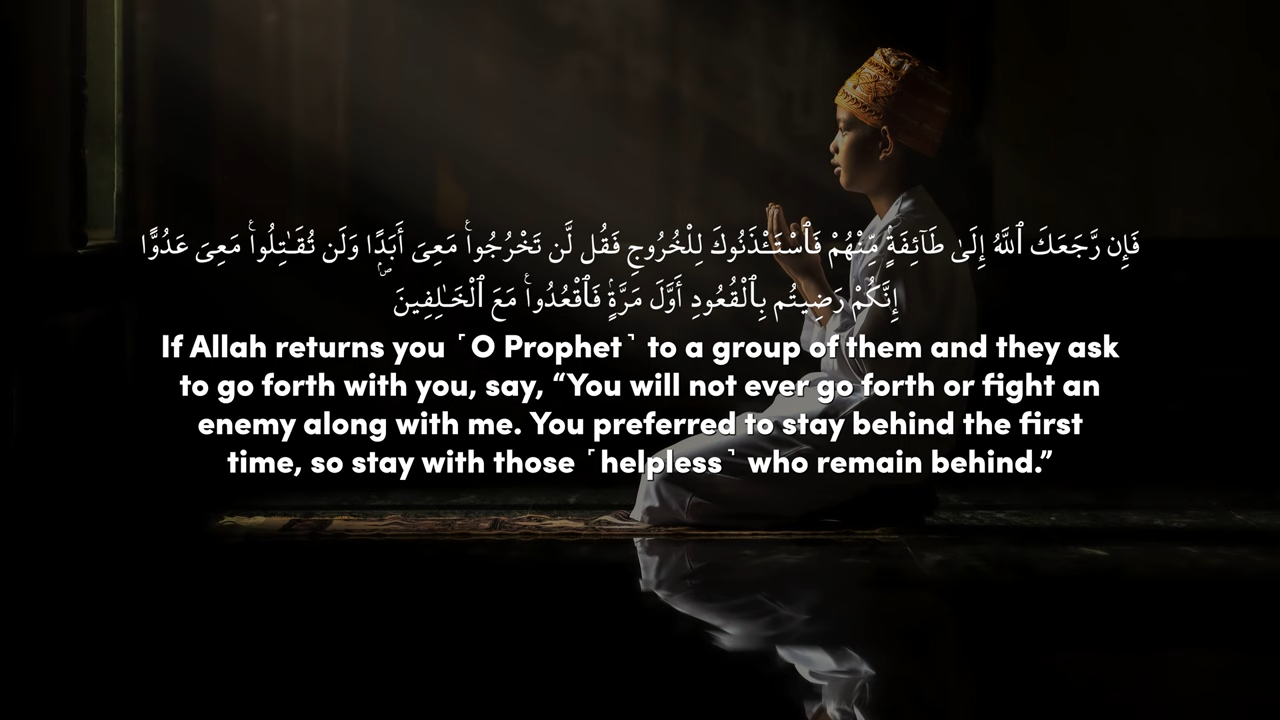 فَإِن رَّجَعَكَ ٱللَّهُ إِلَىٰ طَآئِفَةٍۢ مِّنْهُمْ فَٱسْتَـْٔذَنُوكَ لِلْخُرُوجِ فَقُل لَّن تَخْرُجُوا۟ مَعِىَ أَبَدًۭا وَلَن تُقَـٰتِلُوا۟ مَعِىَ عَدُوًّا ۖ
إِنَّكُمْ رَضِيتُم بِٱلْقُعُودِ أَوَّلَ مَرَّةٍۢ فَٱقْعُدُوا۟ مَعَ ٱلْخَـٰلِفِينَ
If Allah returns you ˹O Prophet˺ to a group of them and they ask
to go forth with you, say, “You will not ever go forth or fight an
enemy along with me. You preferred to stay behind the first
time, so stay with those ˹helpless˺ who remain behind.”